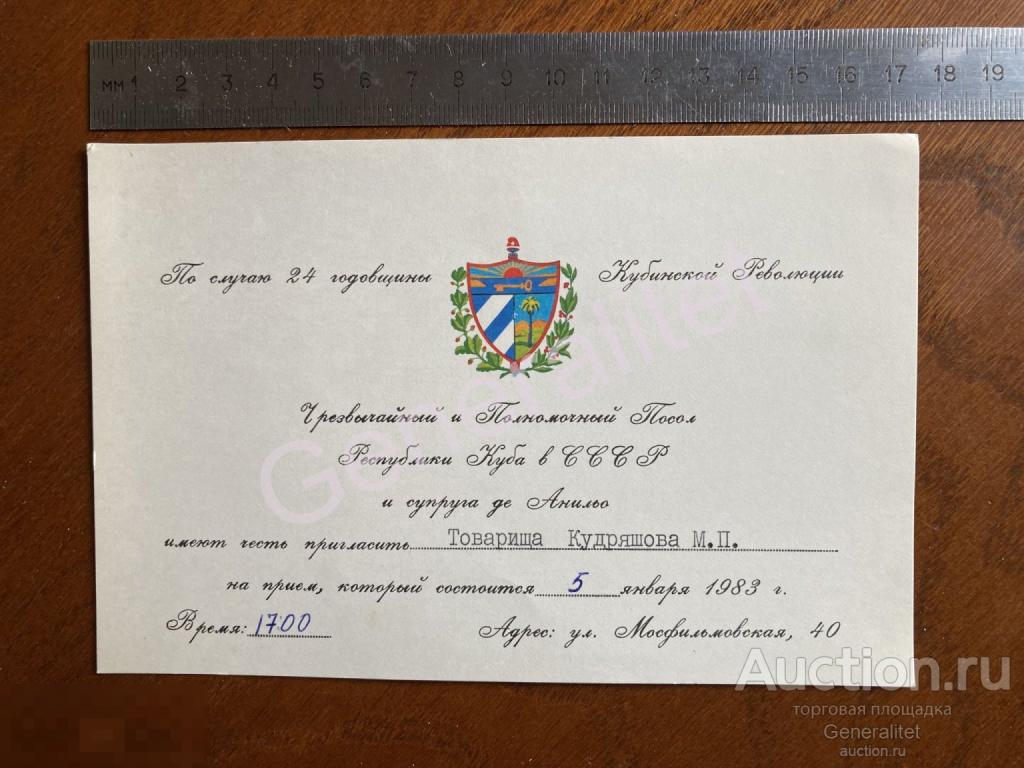 мм 1 2 3 4 5 6 7 8 9 10 11 12 13 14 15 16 17 18 19
По случаю 24 годовщины Кубинской Революции
Чрезвычайный и Полномочный Посол
Республики Куба в СССР
и супруга де Анильо
имеют честь пригласить Товарища Кудряшова М.П.
на прием, который состоится 5 января 1983 г.
Время: 1700 Адрес: ул. Мосфильмовская, 40
Generalitet
Auction.ru
торговая площадка
Generalitet
auction.ru